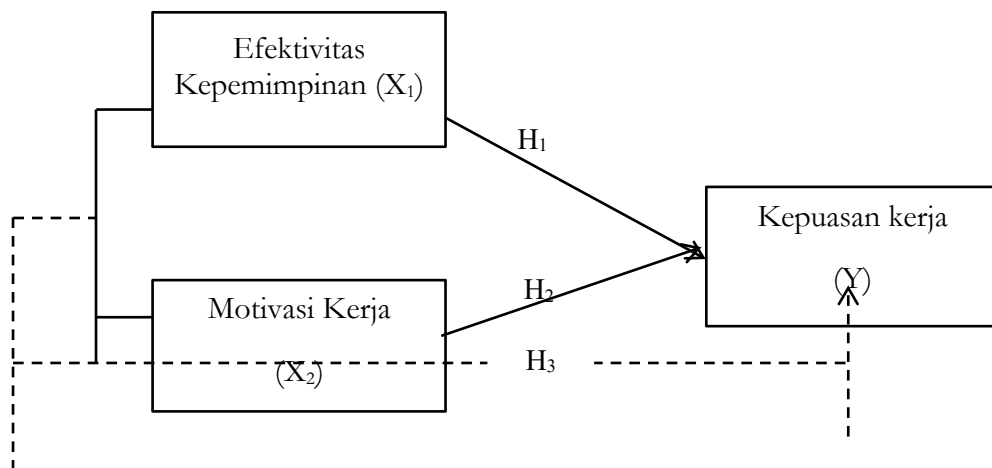 Efektivitas
Kepemimpinan (X₁)
H₁
Kepuasan kerja
(Y)
Motivasi Kerja
(X₂)
H₂
H₃